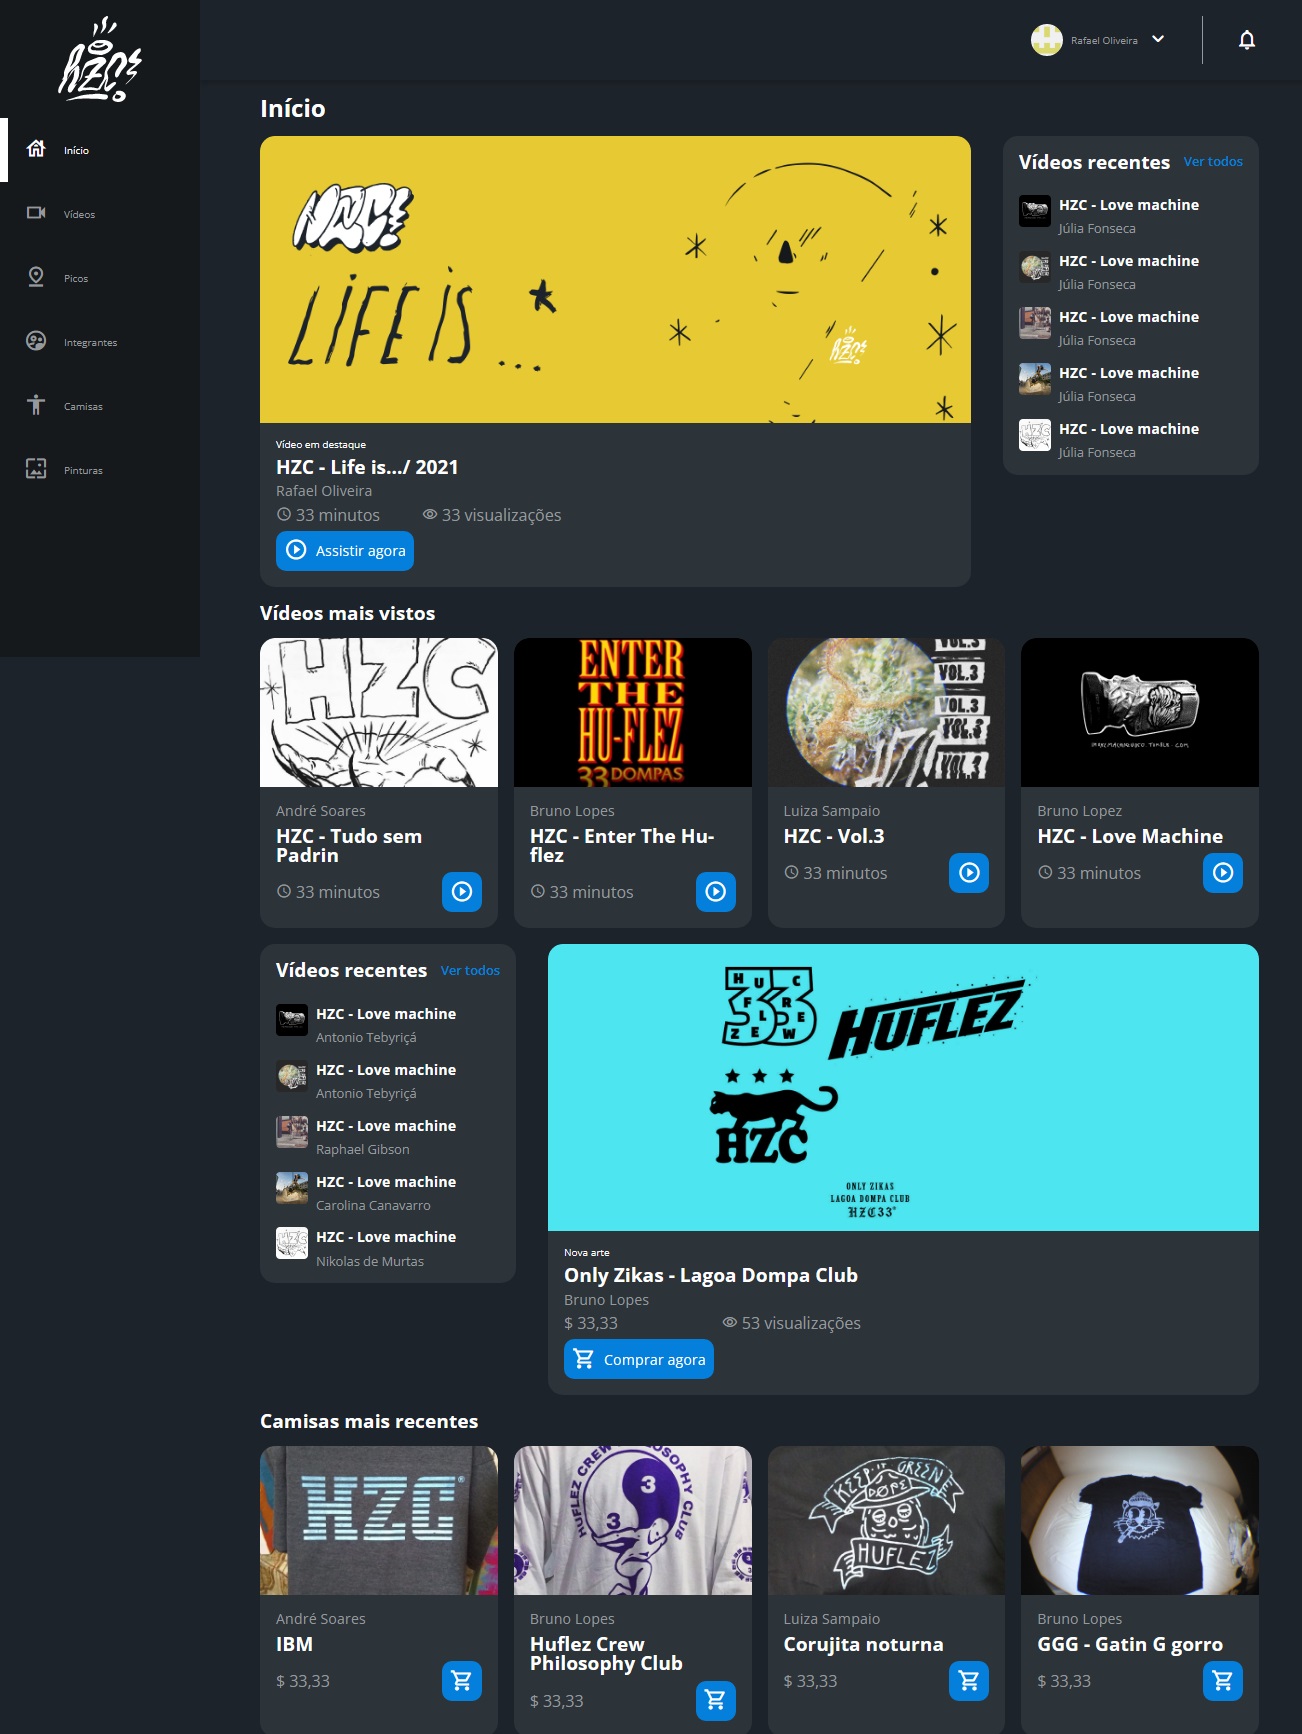 HZC!
Rafael Oliveira
Início
Vídeos
Picos
Integrantes
Camisas
Pinturas
Início
HZC!
LIFE IS ...
HZC!
Vídeo em destaque
HZC - Life is.../ 2021
Rafael Oliveira
33 minutos
33 visualizações
Assistir agora
Vídeos recentes
Ver todos
HZC - Love machine
Júlia Fonseca
HZC - Love machine
Júlia Fonseca
HZC - Love machine
Júlia Fonseca
HZC - Love machine
Júlia Fonseca
HZC
HZC - Love machine
Júlia Fonseca
Vídeos mais vistos
HZC
André Soares
HZC - Tudo sem
Padrin
33 minutos
ENTER
THE
HU-FLEZ
33 DOMPAS
Bruno Lopes
HZC - Enter The Hu-
flez
33 minutos
VOL.3
VOL.3
VOL.3
VOL.3
VOL.3
Luiza Sampaio
HZC - Vol.3
33 minutos
Bruno Lopez
HZC - Love Machine
33 minutos
Vídeos recentes
Ver todos
HZC - Love machine
Antonio Tebyriçá
HZC - Love machine
Antonio Tebyriçá
HZC - Love machine
Raphael Gibson
HZC - Love machine
Carolina Canavarro
HZC
HZC - Love machine
Nikolas de Murtas
HUFLEZ CREW
33
HUFLEZ
HZC
ONLY ZIKAS
LAGOA DOMPA CLUB
HZC33
Nova arte
Only Zikas - Lagoa Dompa Club
Bruno Lopes
$ 33,33
53 visualizações
Comprar agora
Camisas mais recentes
HZC®
André Soares
IBM
$ 33,33
HUFLEZ CREW PHILOSOPHY CLUB
3
3
Bruno Lopes
Huflez Crew
Philosophy Club
$ 33,33
KEEP IT GREEN
DOPE
HUFLEZ
Luiza Sampaio
Corujita noturna
$ 33,33
Bruno Lopes
GGG - Gatin G gorro
$ 33,33